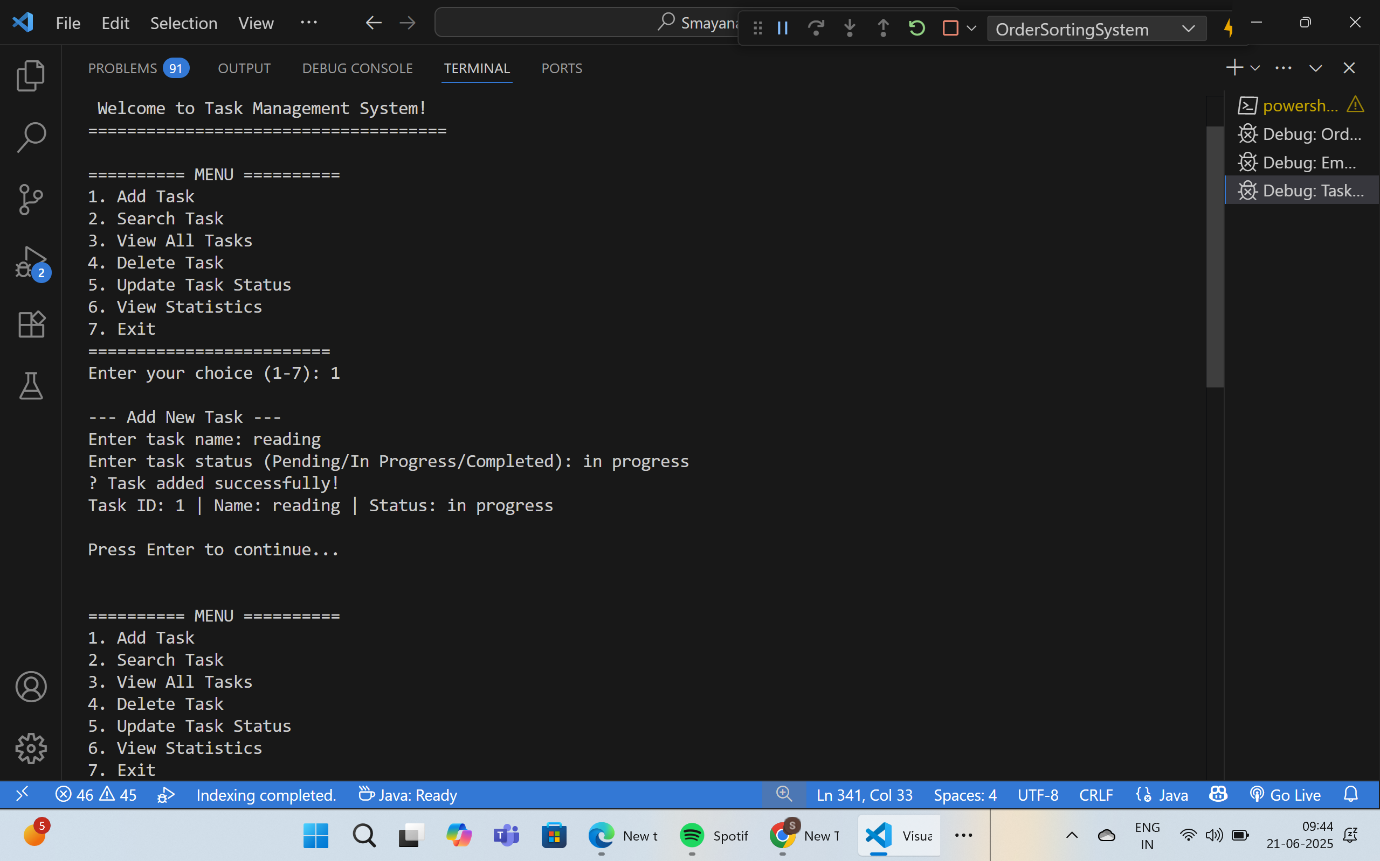 File Edit Selection View ··· Smayana OrderSortingSystem
PROBLEMS 91 OUTPUT DEBUG CONSOLE TERMINAL PORTS
Welcome to Task Management System!
=====================================
========== MENU ==========
1. Add Task
2. Search Task
3. View All Tasks
4. Delete Task
5. Update Task Status
6. View Statistics
7. Exit
=========================
Enter your choice (1-7): 1
--- Add New Task ---
Enter task name: reading
Enter task status (Pending/In Progress/Completed): in progress
? Task added successfully!
Task ID: 1 | Name: reading | Status: in progress
Press Enter to continue...
========== MENU ==========
1. Add Task
2. Search Task
3. View All Tasks
4. Delete Task
5. Update Task Status
6. View Statistics
7. Exit
powersh...
Debug: Ord...
Debug: Em...
Debug: Task...
2
46 45 Indexing completed. Java: Ready Ln 341, Col 33 Spaces: 4 UTF-8 CRLF Java Go Live
5 New t Spotif S New T Visua ··· ENG IN 09:44
21-06-2025